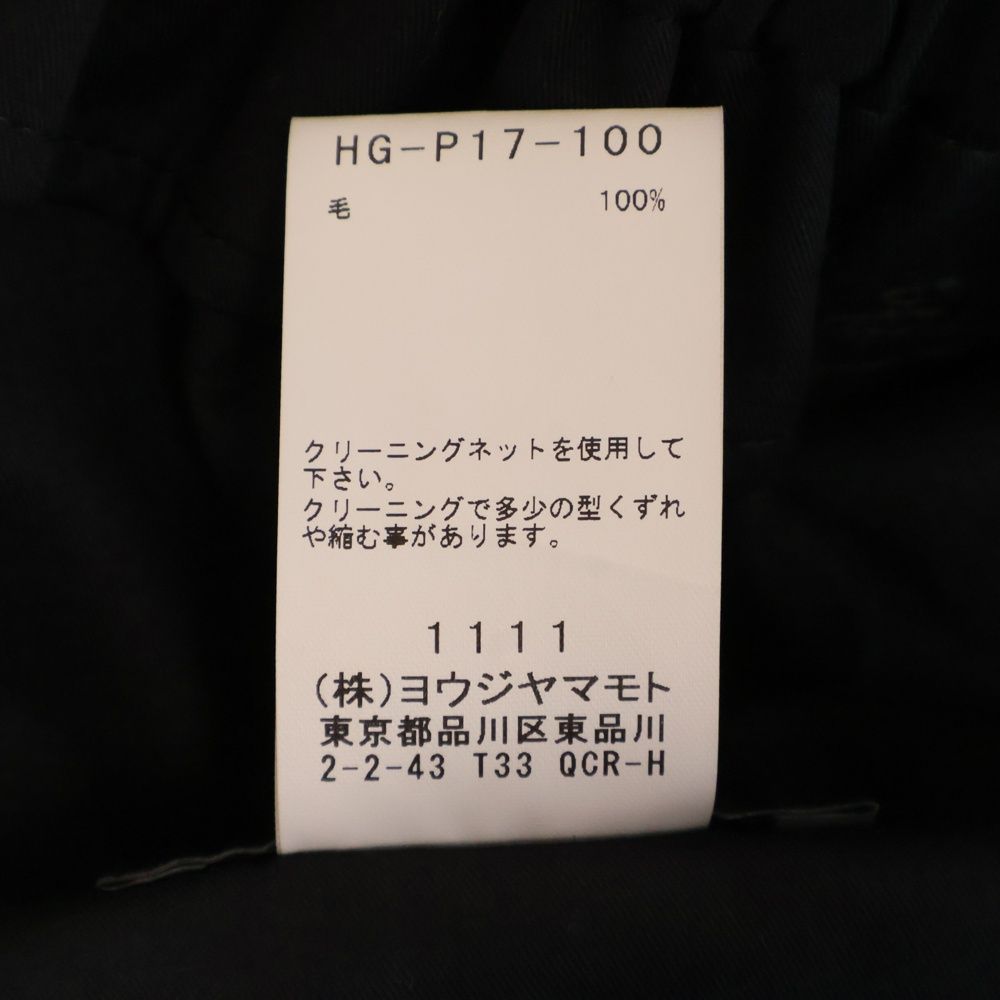 HG-P17-100
毛 100%
クリーニングネットを使用して
下さい。
クリーニングで多少の型くずれ
や縮む事があります。
1111
(株)ヨウジヤマモト
東京都品川区東品川
2-2-43 T33 QCR-H